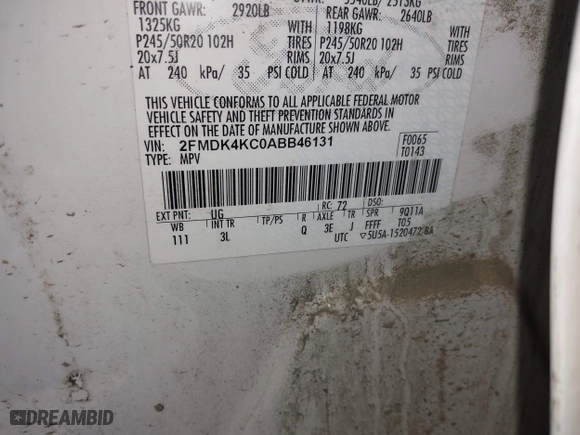 FRONT GAWR: 2920LB
REAR GAWR: 2640LB
1325KG WITH 1198KG WITH
P245/50R20 102H TIRES P245/50R20 102H TIRES
20x7.5J RIMS 20x7.5J RIMS
AT 240 kPa/ 35 PSI COLD AT 240 kPa/ 35 PSI COLD
THIS VEHICLE CONFORMS TO ALL APPLICABLE FEDERAL MOTOR
VEHICLE SAFETY AND THEFT PREVENTION STANDARDS
IN EFFECT ON THE DATE OF MANUFACTURE SHOWN ABOVE.
VIN: 2FMDK4KC0ABB46131 F0065
TYPE: MPV T0143
EXT PNT: UG RC: 72 DSO:
WB INT TR TP/PS R AXLE TR SPR 9Q11A
111 3L Q 3E J FFFF T05
UTC ▽5U5A-1520472-BA
DREAMBID